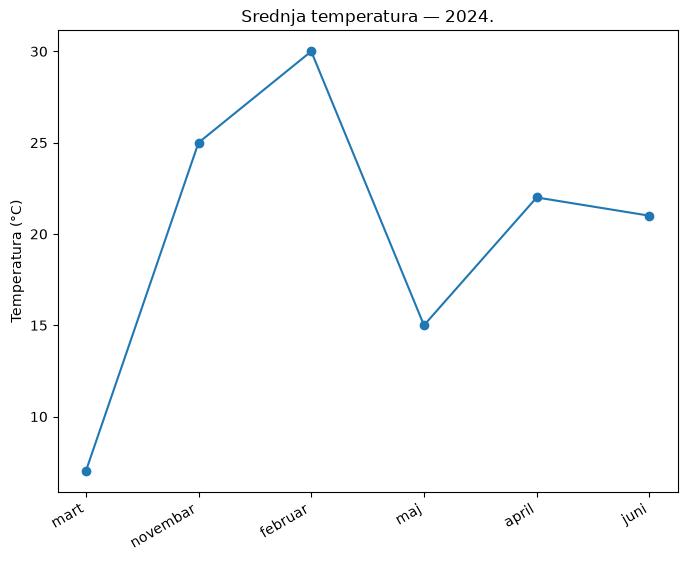 Srednja temperatura — 2024.
Temperatura (°C)
30
25
20
15
10
mart
novembar
februar
maj
april
juni